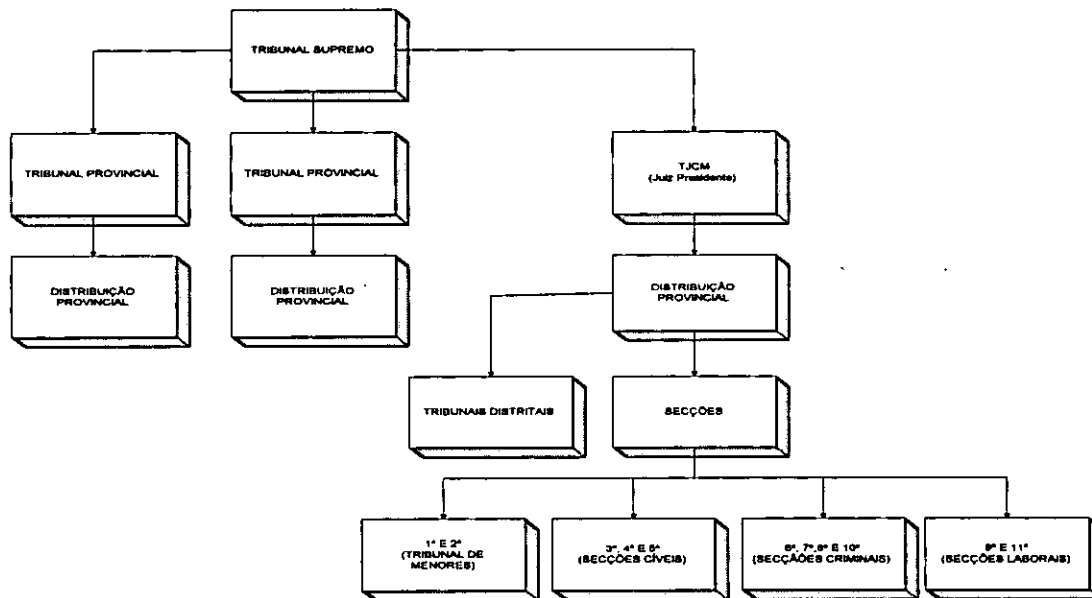 TRIBUNAL SUPREMO
TRIBUNAL PROVINCIAL
TRIBUNAL PROVINCIAL
TJCM
(Juiz Presidente)
DISTRIBUIÇÃO
PROVINCIAL
DISTRIBUIÇÃO
PROVINCIAL
DISTRIBUIÇÃO
PROVINCIAL
TRIBUNAIS DISTRITAIS
SECÇÕES
1ª E 2ª
(TRIBUNAL DE
MENORES)
3ª, 4ª E 5ª
(SECÇÕES CÍVEIS)
6ª, 7ª,8ª E 10ª
(SECÇÃÕES CRIMINAIS)
9ª E 11ª
(SECÇÕES LABORAIS)